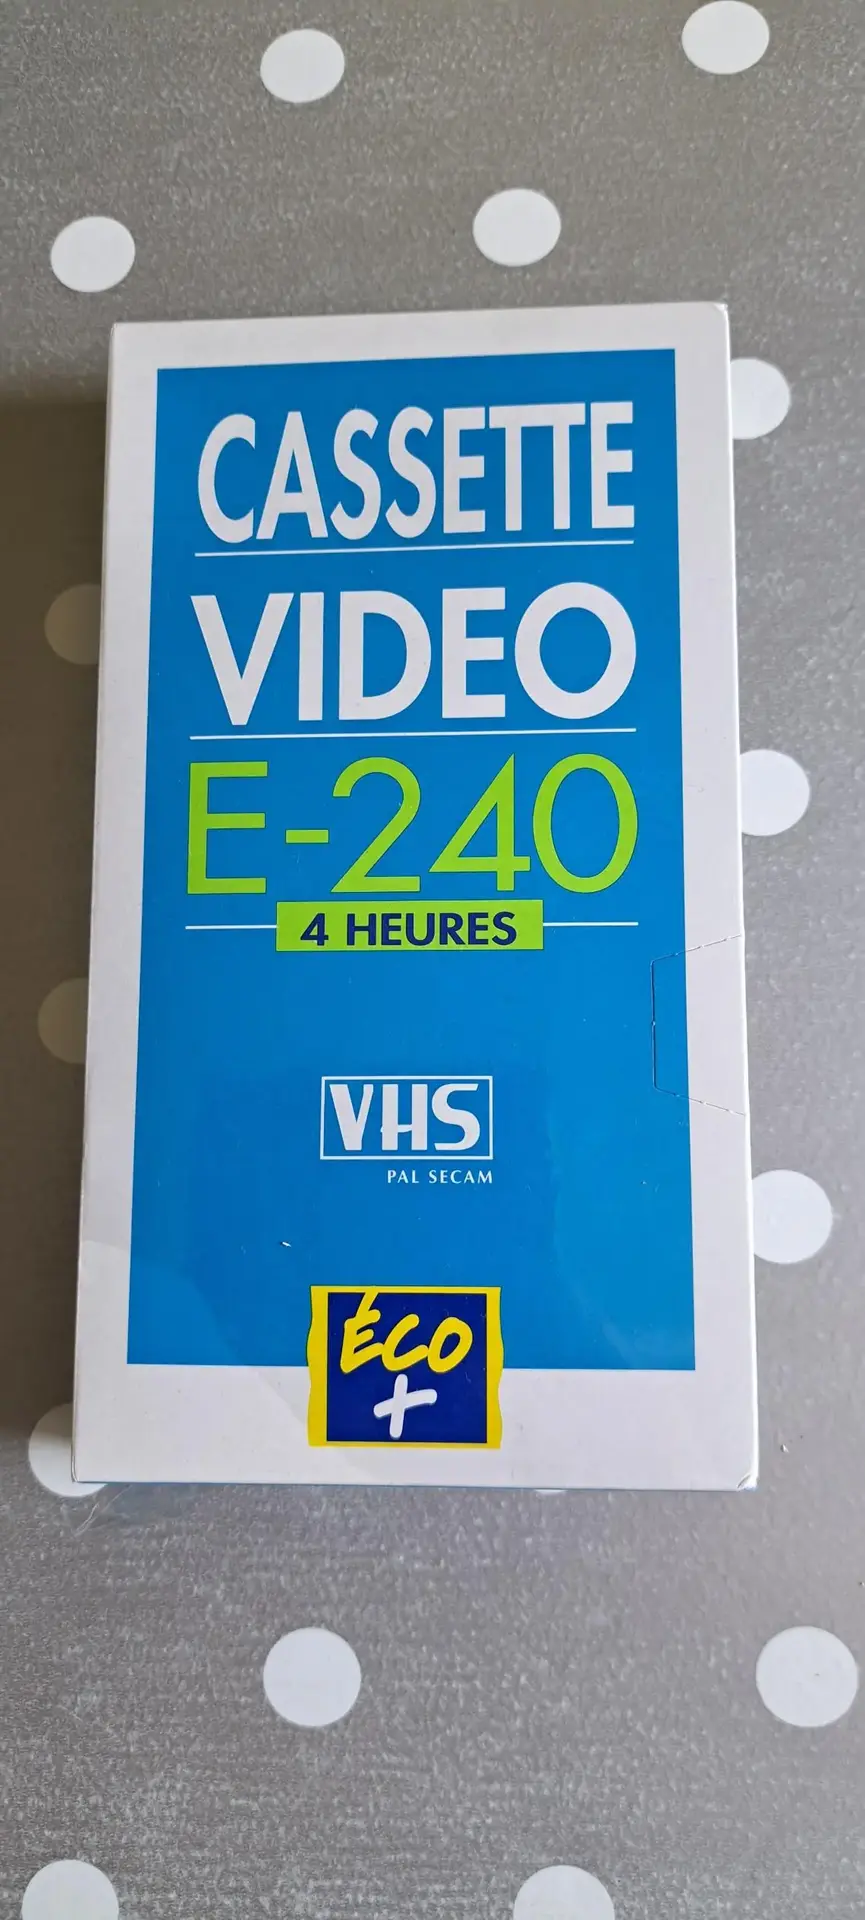 CASSETTE
VIDEO
E-240
4 HEURES
VHS
PAL SECAM
ÉCO
+